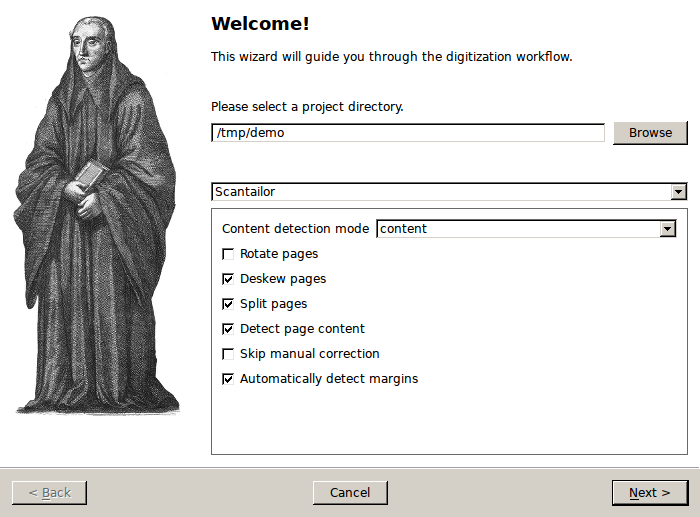 Welcome!
This wizard will guide you through the digitization workflow.
Please select a project directory.
/tmp/demo
Browse
Scantailor
Content detection mode content
Rotate pages
Deskew pages
Split pages
Detect page content
Skip manual correction
Automatically detect margins
< Back
Cancel
Next >